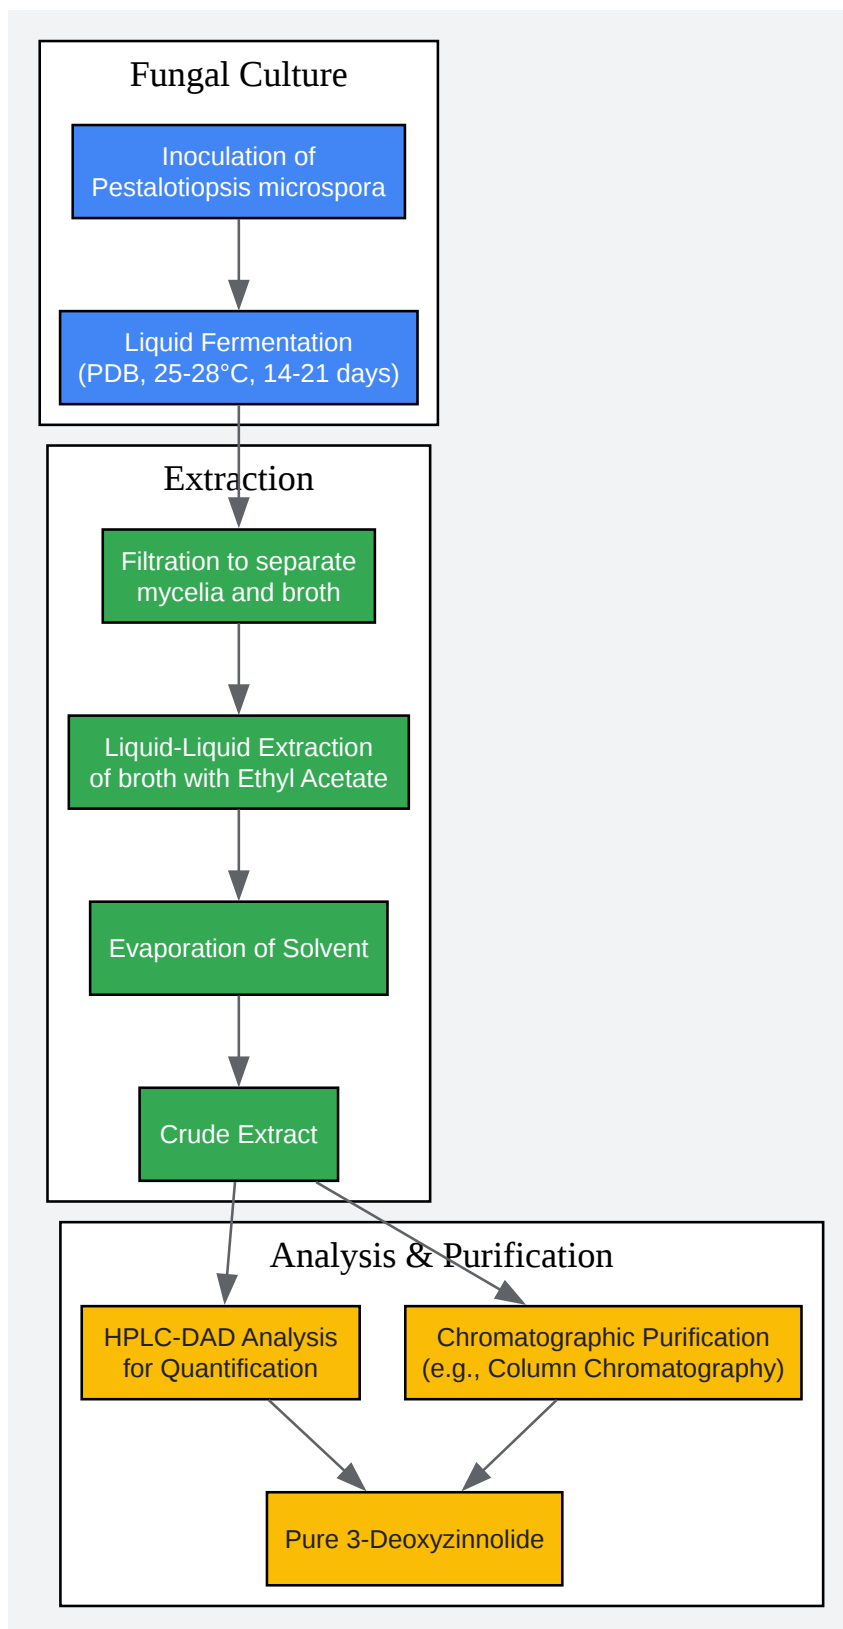 Fungal Culture
Inoculation of
Pestalotiopsis microspora
Liquid Fermentation
(PDB, 25-28°C, 14-21 days)
Extraction
Filtration to separate
mycelia and broth
Liquid-Liquid Extraction
of broth with Ethyl Acetate
Evaporation of Solvent
Crude Extract
Analysis & Purification
HPLC-DAD Analysis
for Quantification
Chromatographic Purification
(e.g., Column Chromatography)
Pure 3-Deoxyzinnolide